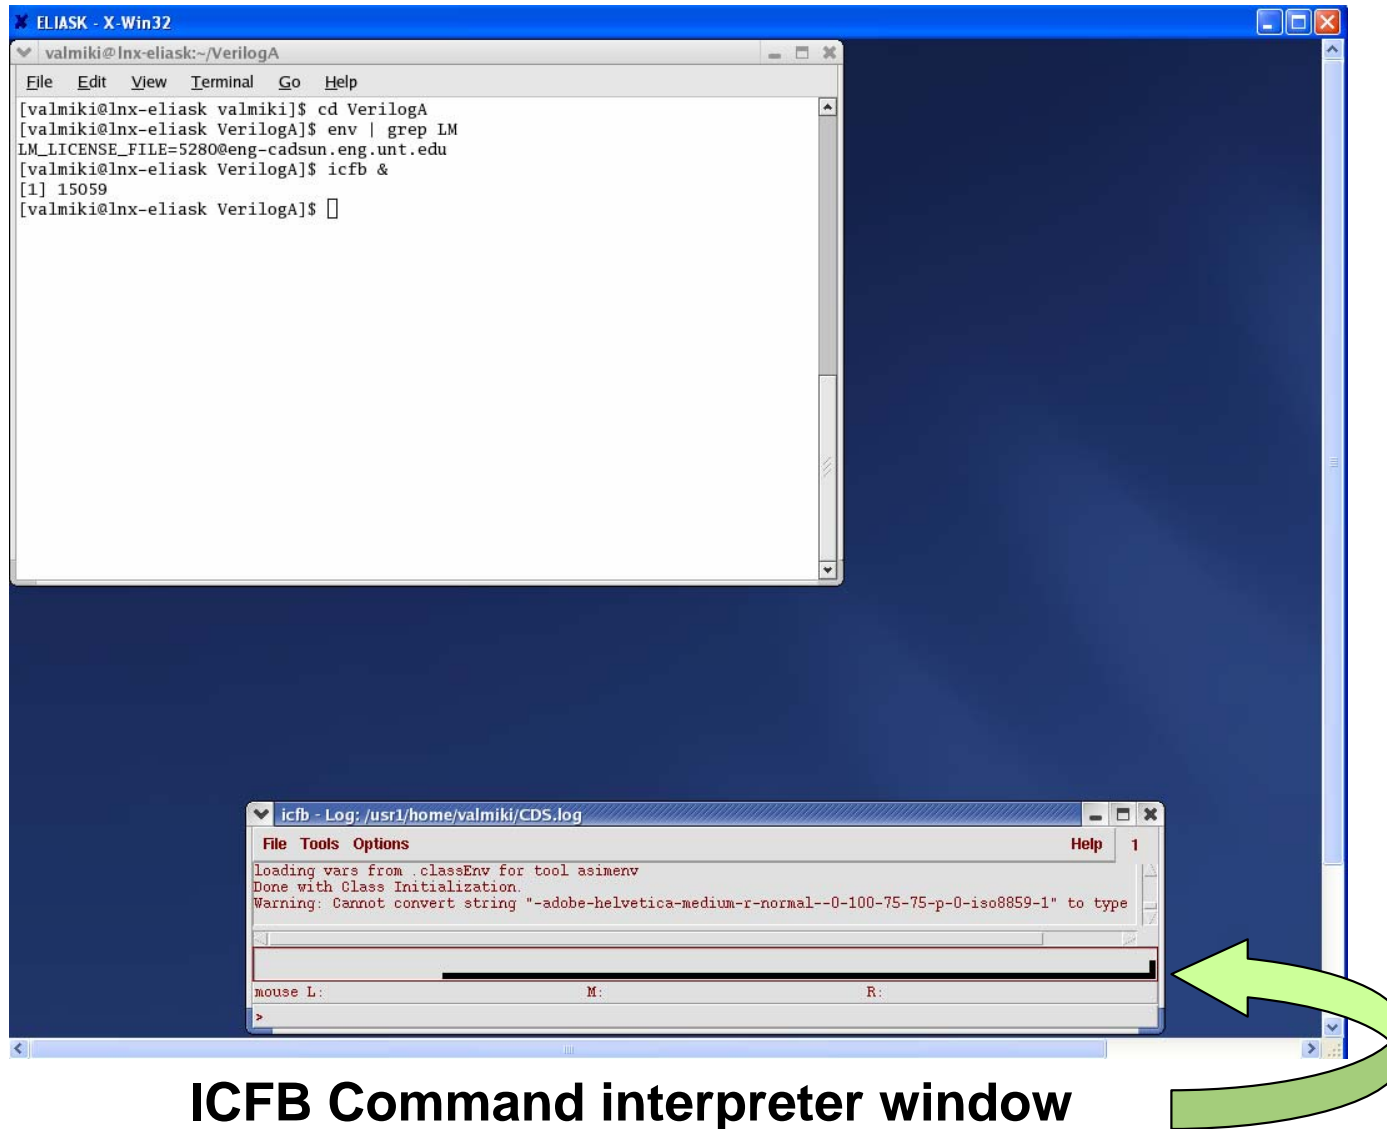 ELIASK - X-Win32
valmiki@lnx-eliask:~/VerilogA
File Edit View Terminal Go Help
[valmiki@lnx-eliask valmiki]$ cd VerilogA
[valmiki@lnx-eliask VerilogA]$ env | grep LM
LM_LICENSE_FILE=5280@eng-cadsun.eng.unt.edu
[valmiki@lnx-eliask VerilogA]$ icfb &
[1] 15059
[valmiki@lnx-eliask VerilogA]$
icfb - Log: /usr1/home/valmiki/CDS.log
File Tools Options Help 1
loading vars from .classEnv for tool asimenv
Done with Class Initialization.
Warning: Cannot convert string "-adobe-helvetica-medium-r-normal--0-100-75-75-p-0-iso8859-1" to type
mouse L: M: R:
>
ICFB Command interpreter window